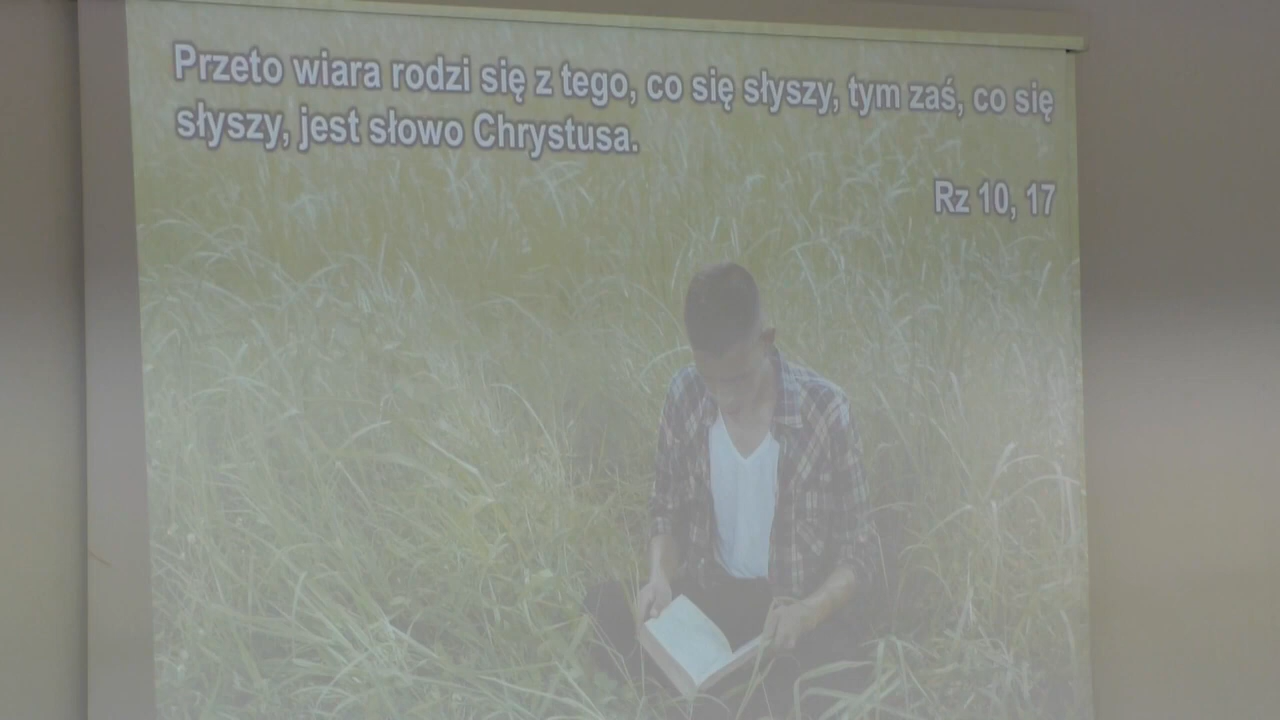 Przeto wiara rodzi się z tego, co się słyszy, tym zaś, co się
słyszy, jest słowo Chrystusa.
Rz 10, 17